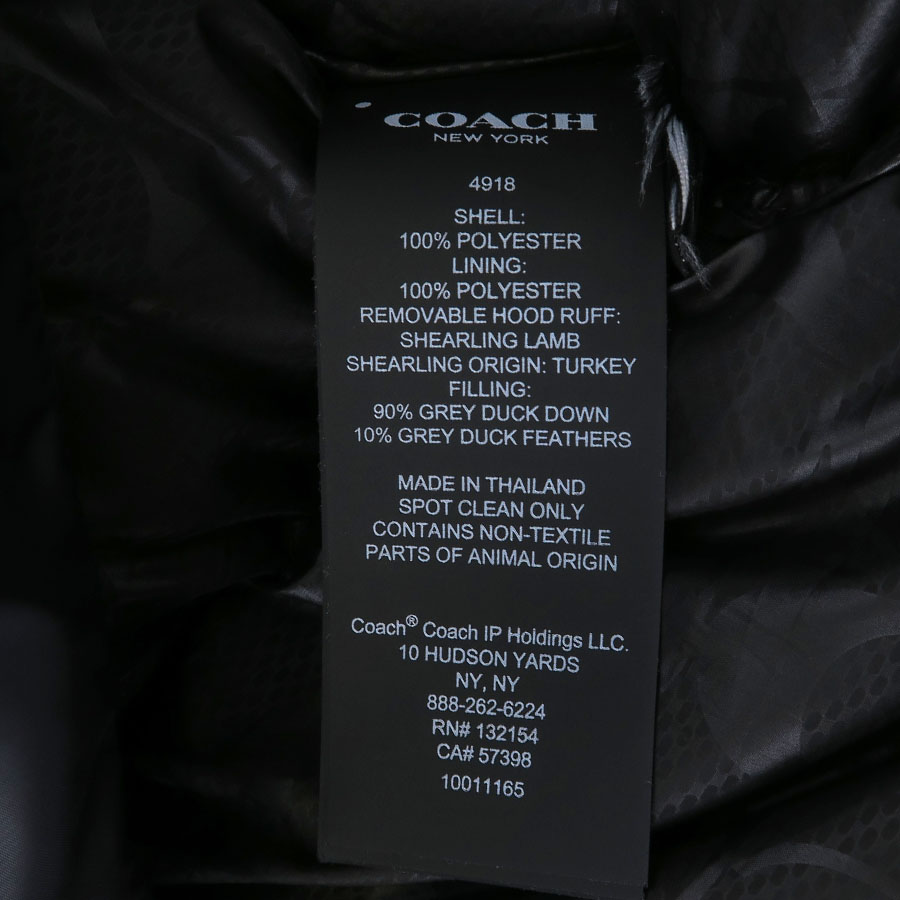 COACH
NEW YORK
4918
SHELL:
100% POLYESTER
LINING:
100% POLYESTER
REMOVABLE HOOD RUFF:
SHEARLING LAMB
SHEARLING ORIGIN: TURKEY
FILLING:
90% GREY DUCK DOWN
10% GREY DUCK FEATHERS
MADE IN THAILAND
SPOT CLEAN ONLY
CONTAINS NON-TEXTILE
PARTS OF ANIMAL ORIGIN
Coach® Coach IP Holdings LLC.
10 HUDSON YARDS
NY, NY
888-262-6224
RN# 132154
CA# 57398
10011165